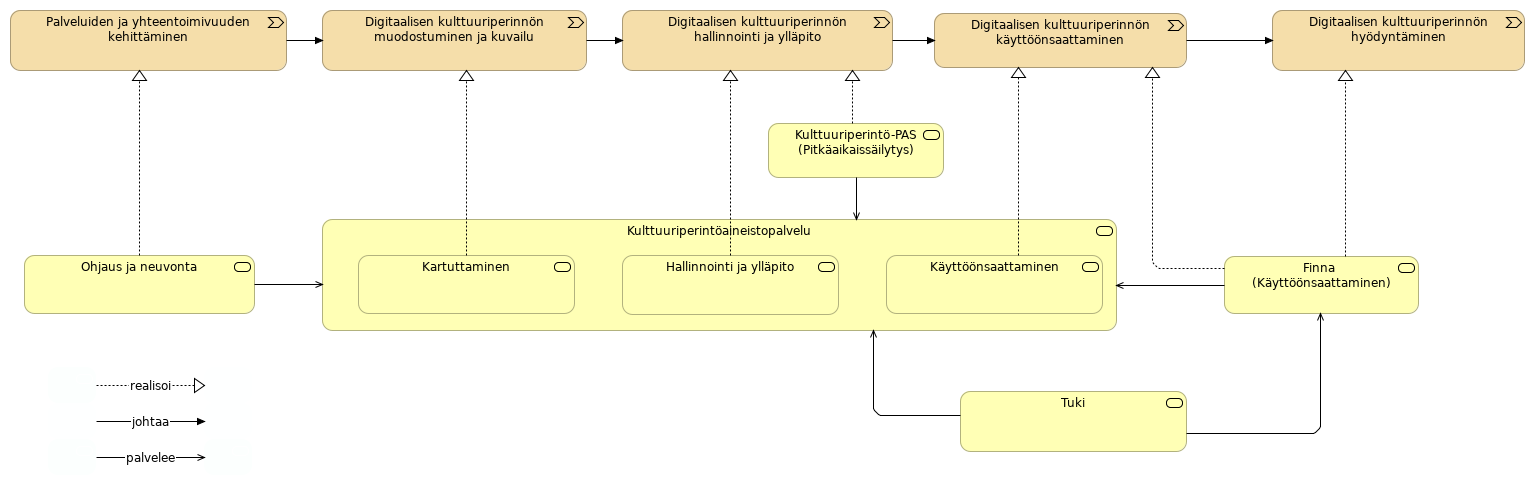 Palveluiden ja yhteentoimivuuden
kehittäminen
Digitaalisen kulttuuriperinnön
muodostuminen ja kuvailu
Digitaalisen kulttuuriperinnön
hallinnointi ja ylläpito
Digitaalisen kulttuuriperinnön
käyttöönsaattaminen
Digitaalisen kulttuuriperinnön
hyödyntäminen
Kulttuuriperintö-PAS
(Pitkäaikaissäilytys)
Kulttuuriperintöaineistopalvelu
Ohjaus ja neuvonta
Kartuttaminen
Hallinnointi ja ylläpito
Käyttöönsaattaminen
Finna
(Käyttöönsaattaminen)
Tuki
realisoi
johtaa
palvelee